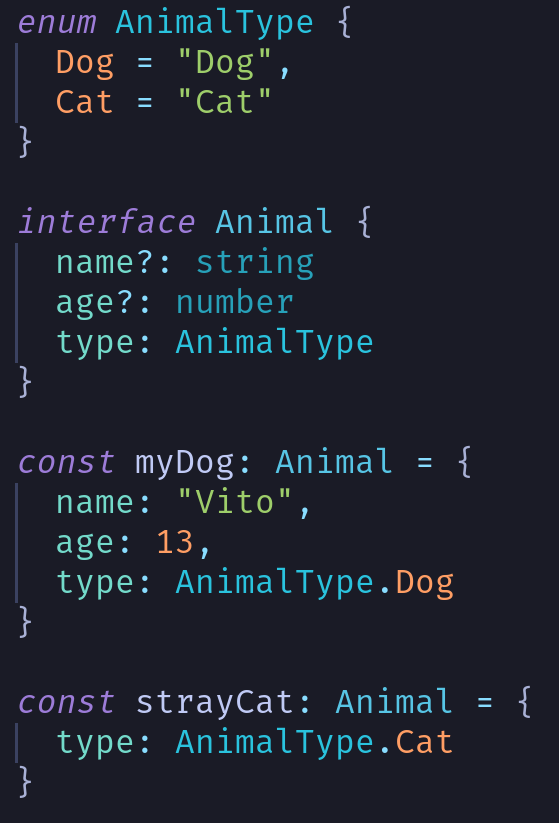 enum AnimalType {
  Dog = "Dog",
  Cat = "Cat"
}

interface Animal {
  name?: string
  age?: number
  type: AnimalType
}

const myDog: Animal = {
  name: "Vito",
  age: 13,
  type: AnimalType.Dog
}

const strayCat: Animal = {
  type: AnimalType.Cat
}